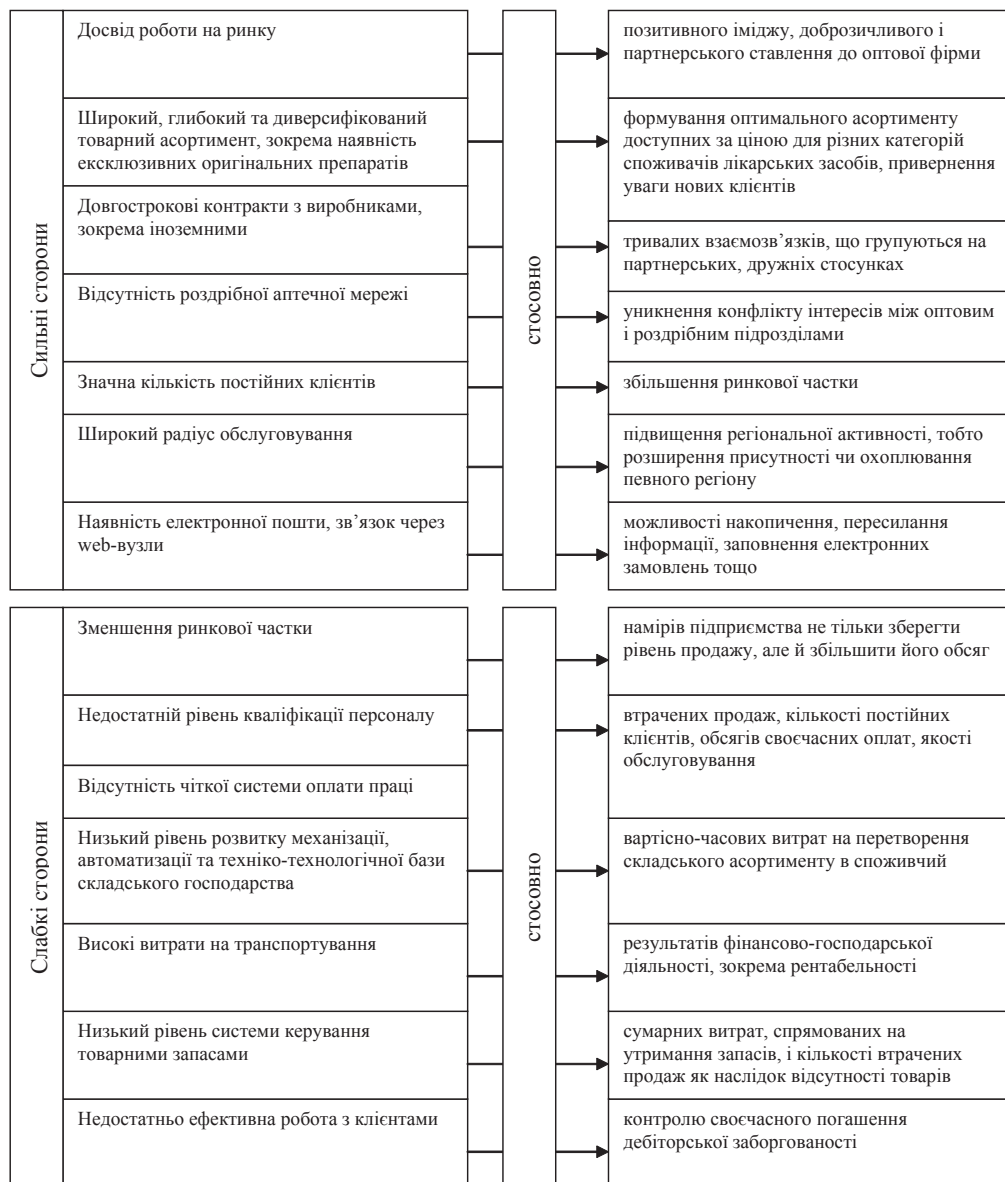 Сильні сторони
Досвід роботи на ринку
стосовно
позитивного іміджу, доброзичливого і
партнерського ставлення до оптової фірми
Широкий, глибокий та диверсифікований
товарний асортимент, зокрема наявність
ексклюзивних оригінальних препаратів
формування оптимального асортименту
доступних за ціною для різних категорій
споживачів лікарських засобів, привернення
уваги нових клієнтів
Довгострокові контракти з виробниками,
зокрема іноземними
тривалих взаємозв’язків, що групуються на
партнерських, дружніх стосунках
Відсутність роздрібної аптечної мережі
уникнення конфлікту інтересів між оптовим
і роздрібним підрозділами
Значна кількість постійних клієнтів
збільшення ринкової частки
Широкий радіус обслуговування
підвищення регіональної активності, тобто
розширення присутності чи охоплювання
певного регіону
Наявність електронної пошти, зв’язок через
web-вузли
можливості накопичення, пересилання
інформації, заповнення електронних
замовлень тощо
Слабкі сторони
Зменшення ринкової частки
стосовно
намірів підприємства не тільки зберегти
рівень продажу, але й збільшити його обсяг
Недостатній рівень кваліфікації персоналу
втрачених продаж, кількості постійних
клієнтів, обсягів своєчасних оплат, якості
обслуговування
Відсутність чіткої системи оплати праці
Низький рівень розвитку механізації,
автоматизації та техніко-технологічної бази
складського господарства
вартісно-часових витрат на перетворення
складського асортименту в споживчий
Високі витрати на транспортування
результатів фінансово-господарської
діяльності, зокрема рентабельності
Низький рівень системи керування
товарними запасами
сумарних витрат, спрямованих на
утримання запасів, і кількості втрачених
продаж як наслідок відсутності товарів
Недостатньо ефективна робота з клієнтами
контролю своєчасного погашення
дебіторської заборгованості